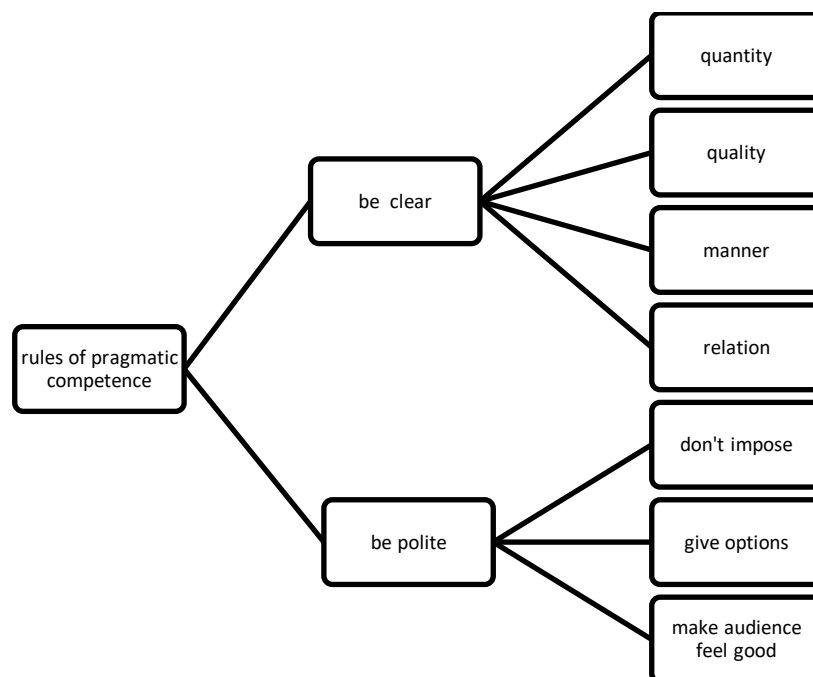 rules of pragmatic
competence
be clear
quantity
quality
manner
relation
be polite
don't impose
give options
make audience
feel good